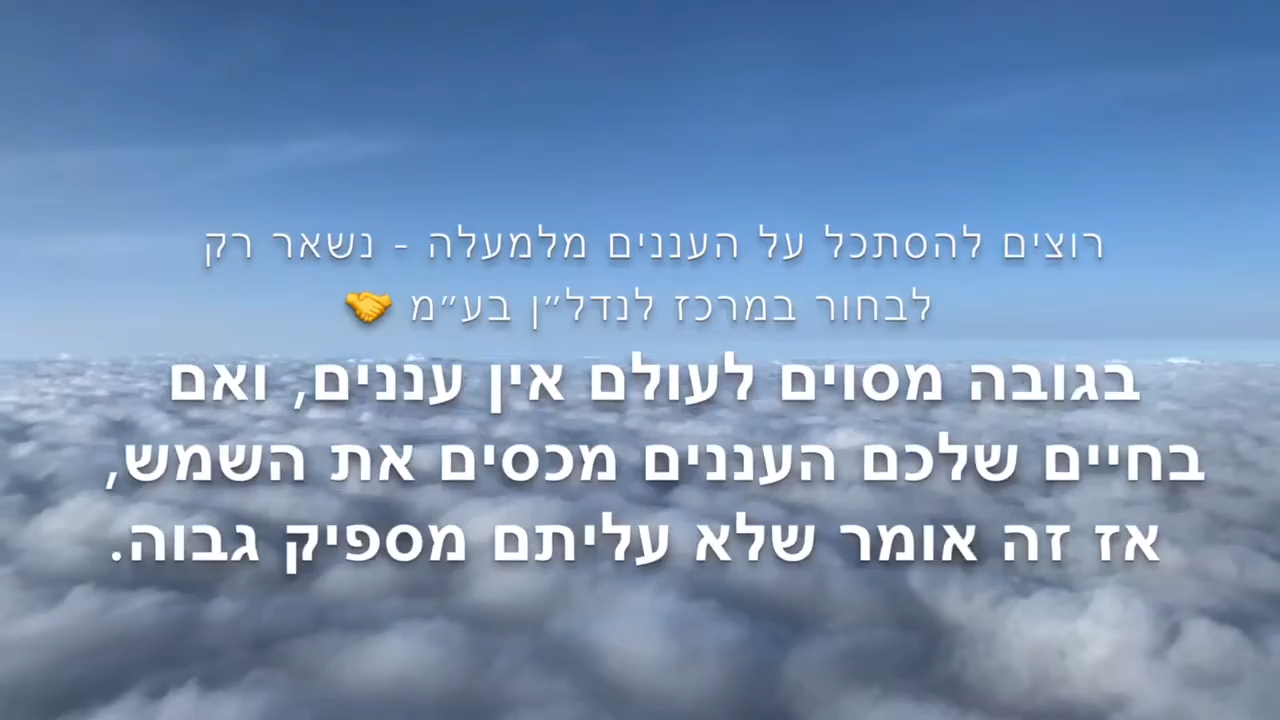 רוצים להסתכל על העננים מלמעלה - נשאר רק
לבחור במרכז לנדל״ן בע״מ 🤝
בגובה מסוים לעולם אין עננים, ואם
בחיים שלכם העננים מכסים את השמש,
אז זה אומר שלא עליתם מספיק גבוה.